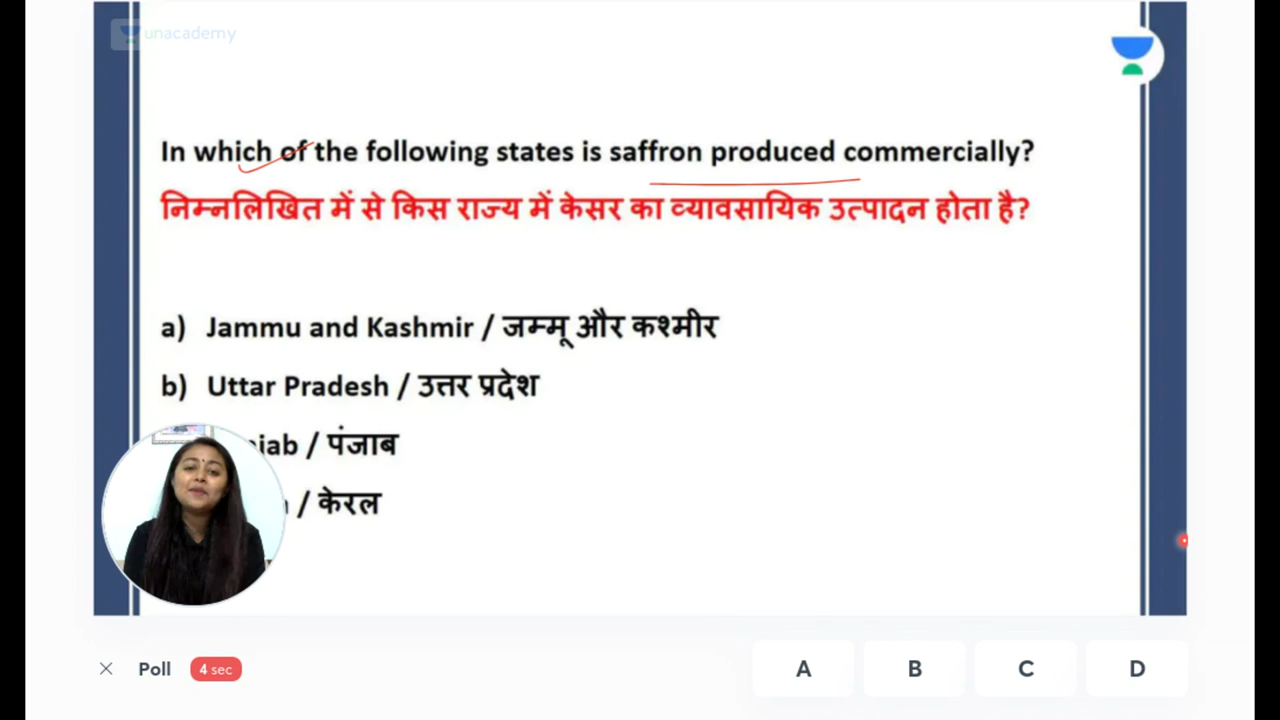 unacademy
In which of the following states is saffron produced commercially?
निम्नलिखित में से किस राज्य में केसर का व्यावसायिक उत्पादन होता है?
a) Jammu and Kashmir / जम्मू और कश्मीर
b) Uttar Pradesh / उत्तर प्रदेश
/ पंजाब
/ केरल
Poll 4 sec A B C D